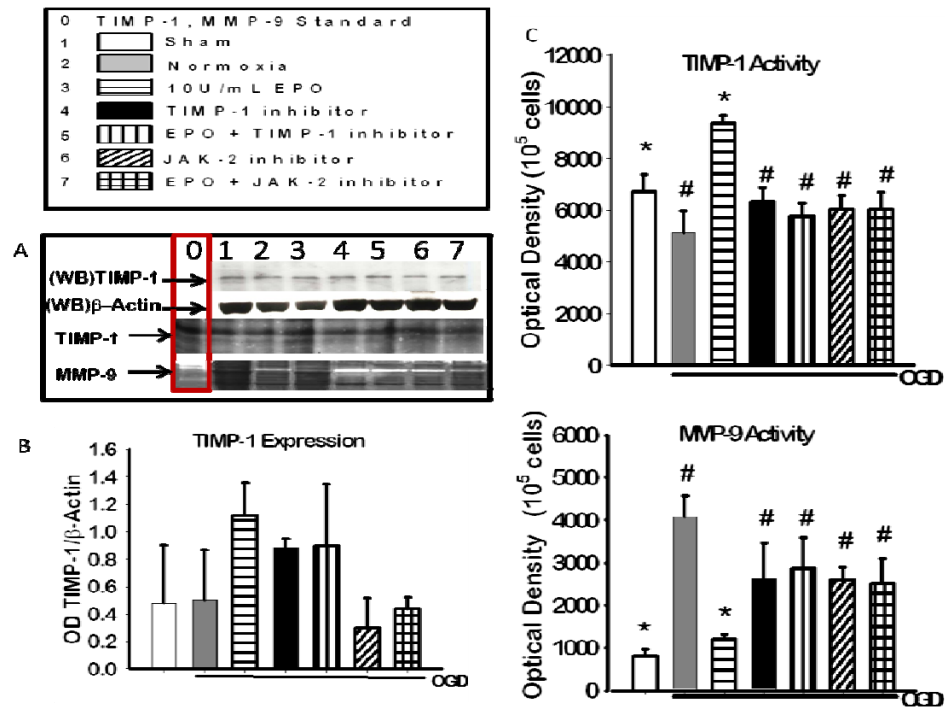 0 TIMP-1, MMP-9 Standard
1 Sham
2 Normoxia
3 10U/mL EPO
4 TIMP-1 inhibitor
5 EPO + TIMP-1 inhibitor
6 JAK-2 inhibitor
7 EPO + JAK-2 inhibitor
A
0 1 2 3 4 5 6 7
(WB)TIMP-1
(WB)β-Actin
TIMP-1
MMP-9
B
TIMP-1 Expression
OD TIMP-1/β-Actin
1.6
1.4
1.2
1.0
0.8
0.6
0.4
0.2
0.0
OGD
C
TIMP-1 Activity
Optical Density (10⁵ cells)
12000
10000
8000
6000
4000
2000
0
* # * # # # #
OGD
MMP-9 Activity
Optical Density (10⁵ cells)
6000
5000
4000
3000
2000
1000
0
* # * # # # #
OGD